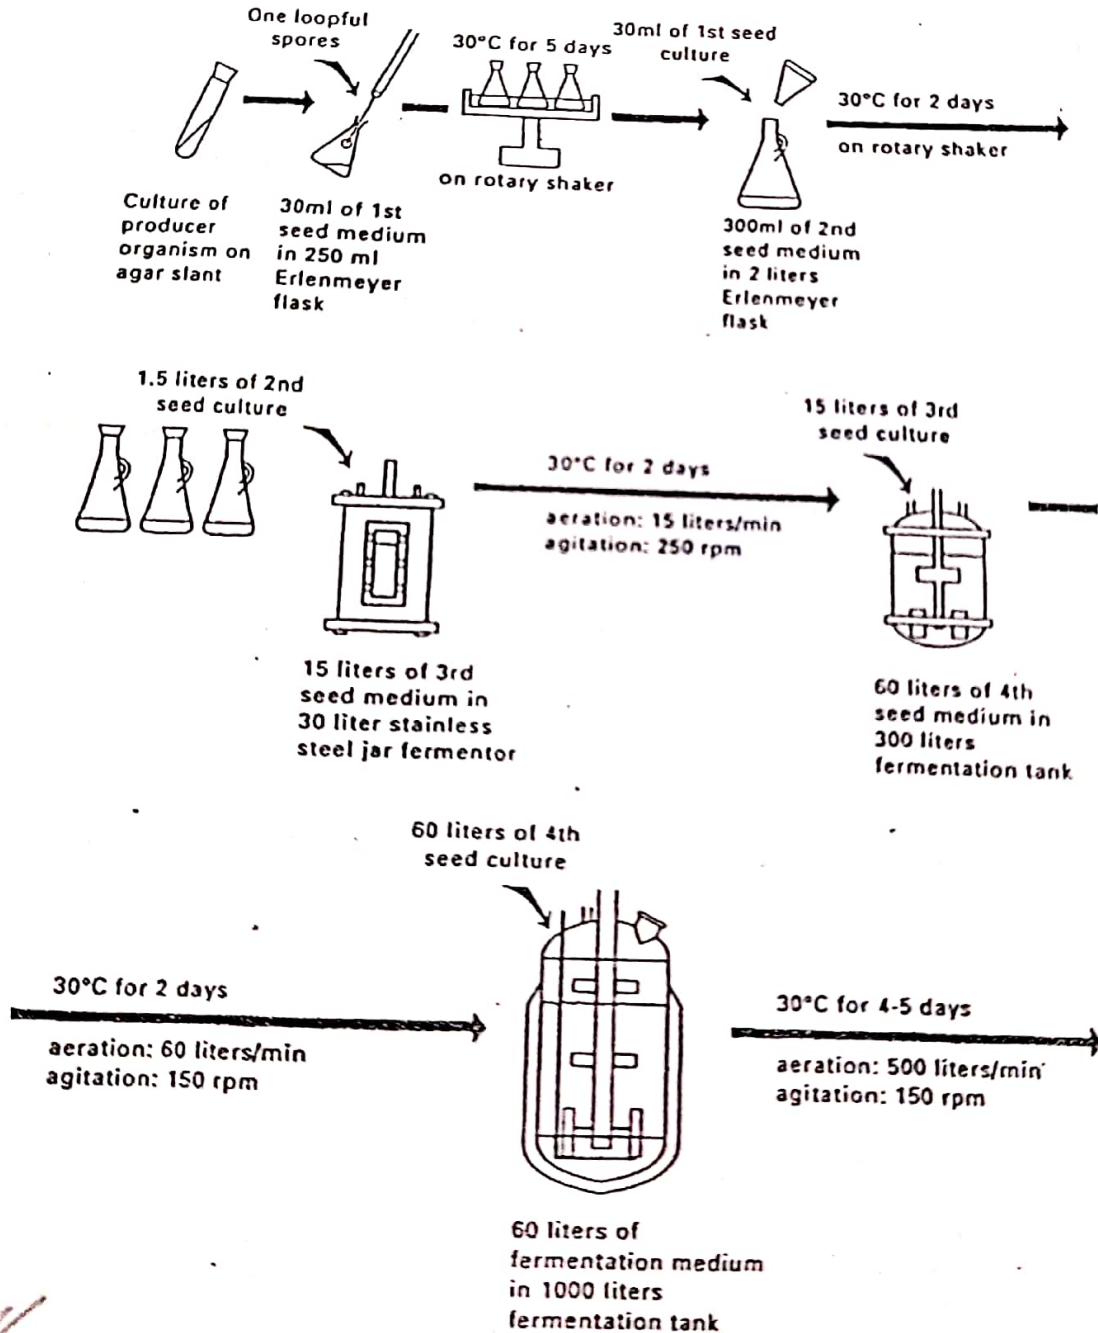 One loopful
spores
30°C for 5 days
30ml of 1st seed
culture
30°C for 2 days
on rotary shaker
on rotary shaker
Culture of
producer
organism on
agar slant
30ml of 1st
seed medium
in 250 ml
Erlenmeyer
flask
300ml of 2nd
seed medium
in 2 liters
Erlenmeyer
flask
1.5 liters of 2nd
seed culture
30°C for 2 days
aeration: 15 liters/min
agitation: 250 rpm
15 liters of 3rd
seed culture
15 liters of 3rd
seed medium in
30 liter stainless
steel jar fermentor
60 liters of 4th
seed medium in
300 liters
fermentation tank
60 liters of 4th
seed culture
30°C for 2 days
aeration: 60 liters/min
agitation: 150 rpm
30°C for 4-5 days
aeration: 500 liters/min
agitation: 150 rpm
60 liters of
fermentation medium
in 1000 liters
fermentation tank